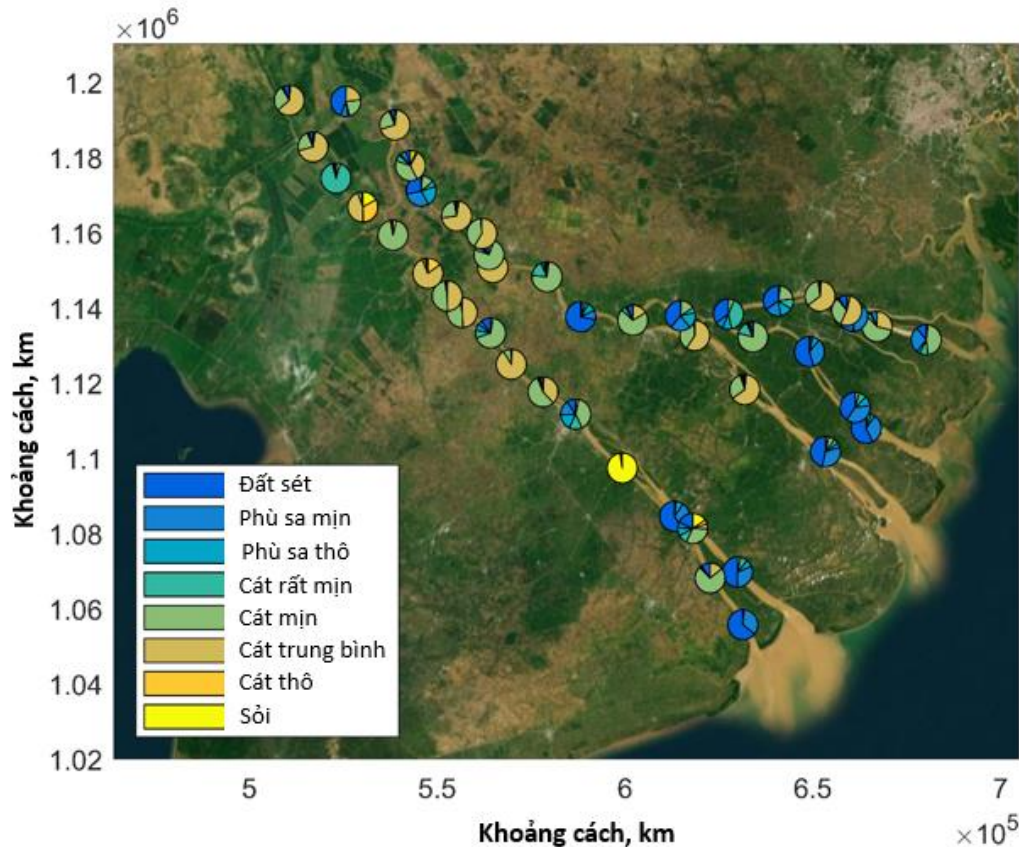 ×10⁶
1.2
1.18
1.16
1.14
1.12
1.1
1.08
1.06
1.04
1.02
Khoảng cách, km
Đất sét
Phù sa mịn
Phù sa thô
Cát rất mịn
Cát mịn
Cát trung bình
Cát thô
Sỏi
5 5.5 6 6.5 7
Khoảng cách, km
×10⁵